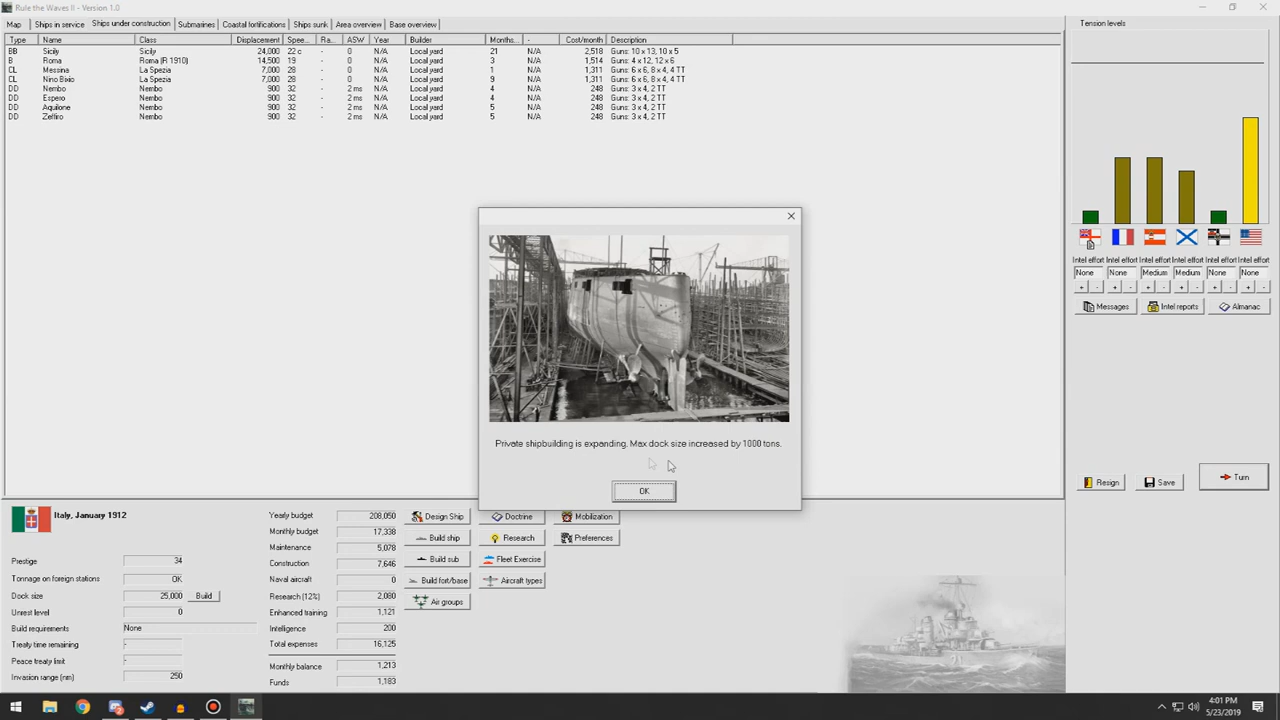 Rule the Waves II - Version 1.0
Map Ships in service Ships under construction Submarines Coastal fortifications Ships sunk Area overview Base overview
Type Name Class Displacement Spee... Ra... ASW Year Builder Months... - Cost/month Description
BB Sicily Sicily 24,000 22 c - 0 N/A Local yard 21 N/A 2,518 Guns: 10 x 13, 10 x 5
B Roma Roma (R 1910) 14,500 19 - 0 N/A Local yard 3 N/A 1,514 Guns: 4 x 12, 12 x 6
CL Messina La Spezia 7,000 28 - 0 N/A Local yard 1 N/A 1,311 Guns: 6 x 6, 8 x 4, 4 TT
CL Nino Bixio La Spezia 7,000 28 - 0 N/A Local yard 9 N/A 1,311 Guns: 6 x 6, 8 x 4, 4 TT
DD Nembo Nembo 900 32 - 2 ms N/A Local yard 4 N/A 248 Guns: 3 x 4, 2 TT
DD Espero Nembo 900 32 - 2 ms N/A Local yard 4 N/A 248 Guns: 3 x 4, 2 TT
DD Aquilone Nembo 900 32 - 2 ms N/A Local yard 5 N/A 248 Guns: 3 x 4, 2 TT
DD Zeffiro Nembo 900 32 - 2 ms N/A Local yard 5 N/A 248 Guns: 3 x 4, 2 TT
Tension levels
Intel effort Intel effort Intel effort Intel effort Intel effort Intel effort
None None Medium Medium None None
+ - + - + - + - + - + -
Messages Intel reports Almanac
Private shipbuilding is expanding. Max dock size increased by 1000 tons.
OK
Resign Save Turn
Italy, January 1912
Prestige 34
Tonnage on foreign stations OK
Dock size 25,000 Build
Unrest level 0
Build requirements None
Treaty time remaining -
Peace treaty limit -
Invasion range (nm) 250
Yearly budget 208,050
Monthly budget 17,338
Maintenance 5,078
Construction 7,646
Naval aircraft 0
Research (12%) 2,080
Enhanced training 1,121
Intelligence 200
Total expenses 16,125
Monthly balance 1,213
Funds 1,183
Design Ship Doctrine Mobilization
Build ship Research Preferences
Build sub Fleet Exercise
Build fort/base Aircraft types
Air groups
4:01 PM
5/23/2019